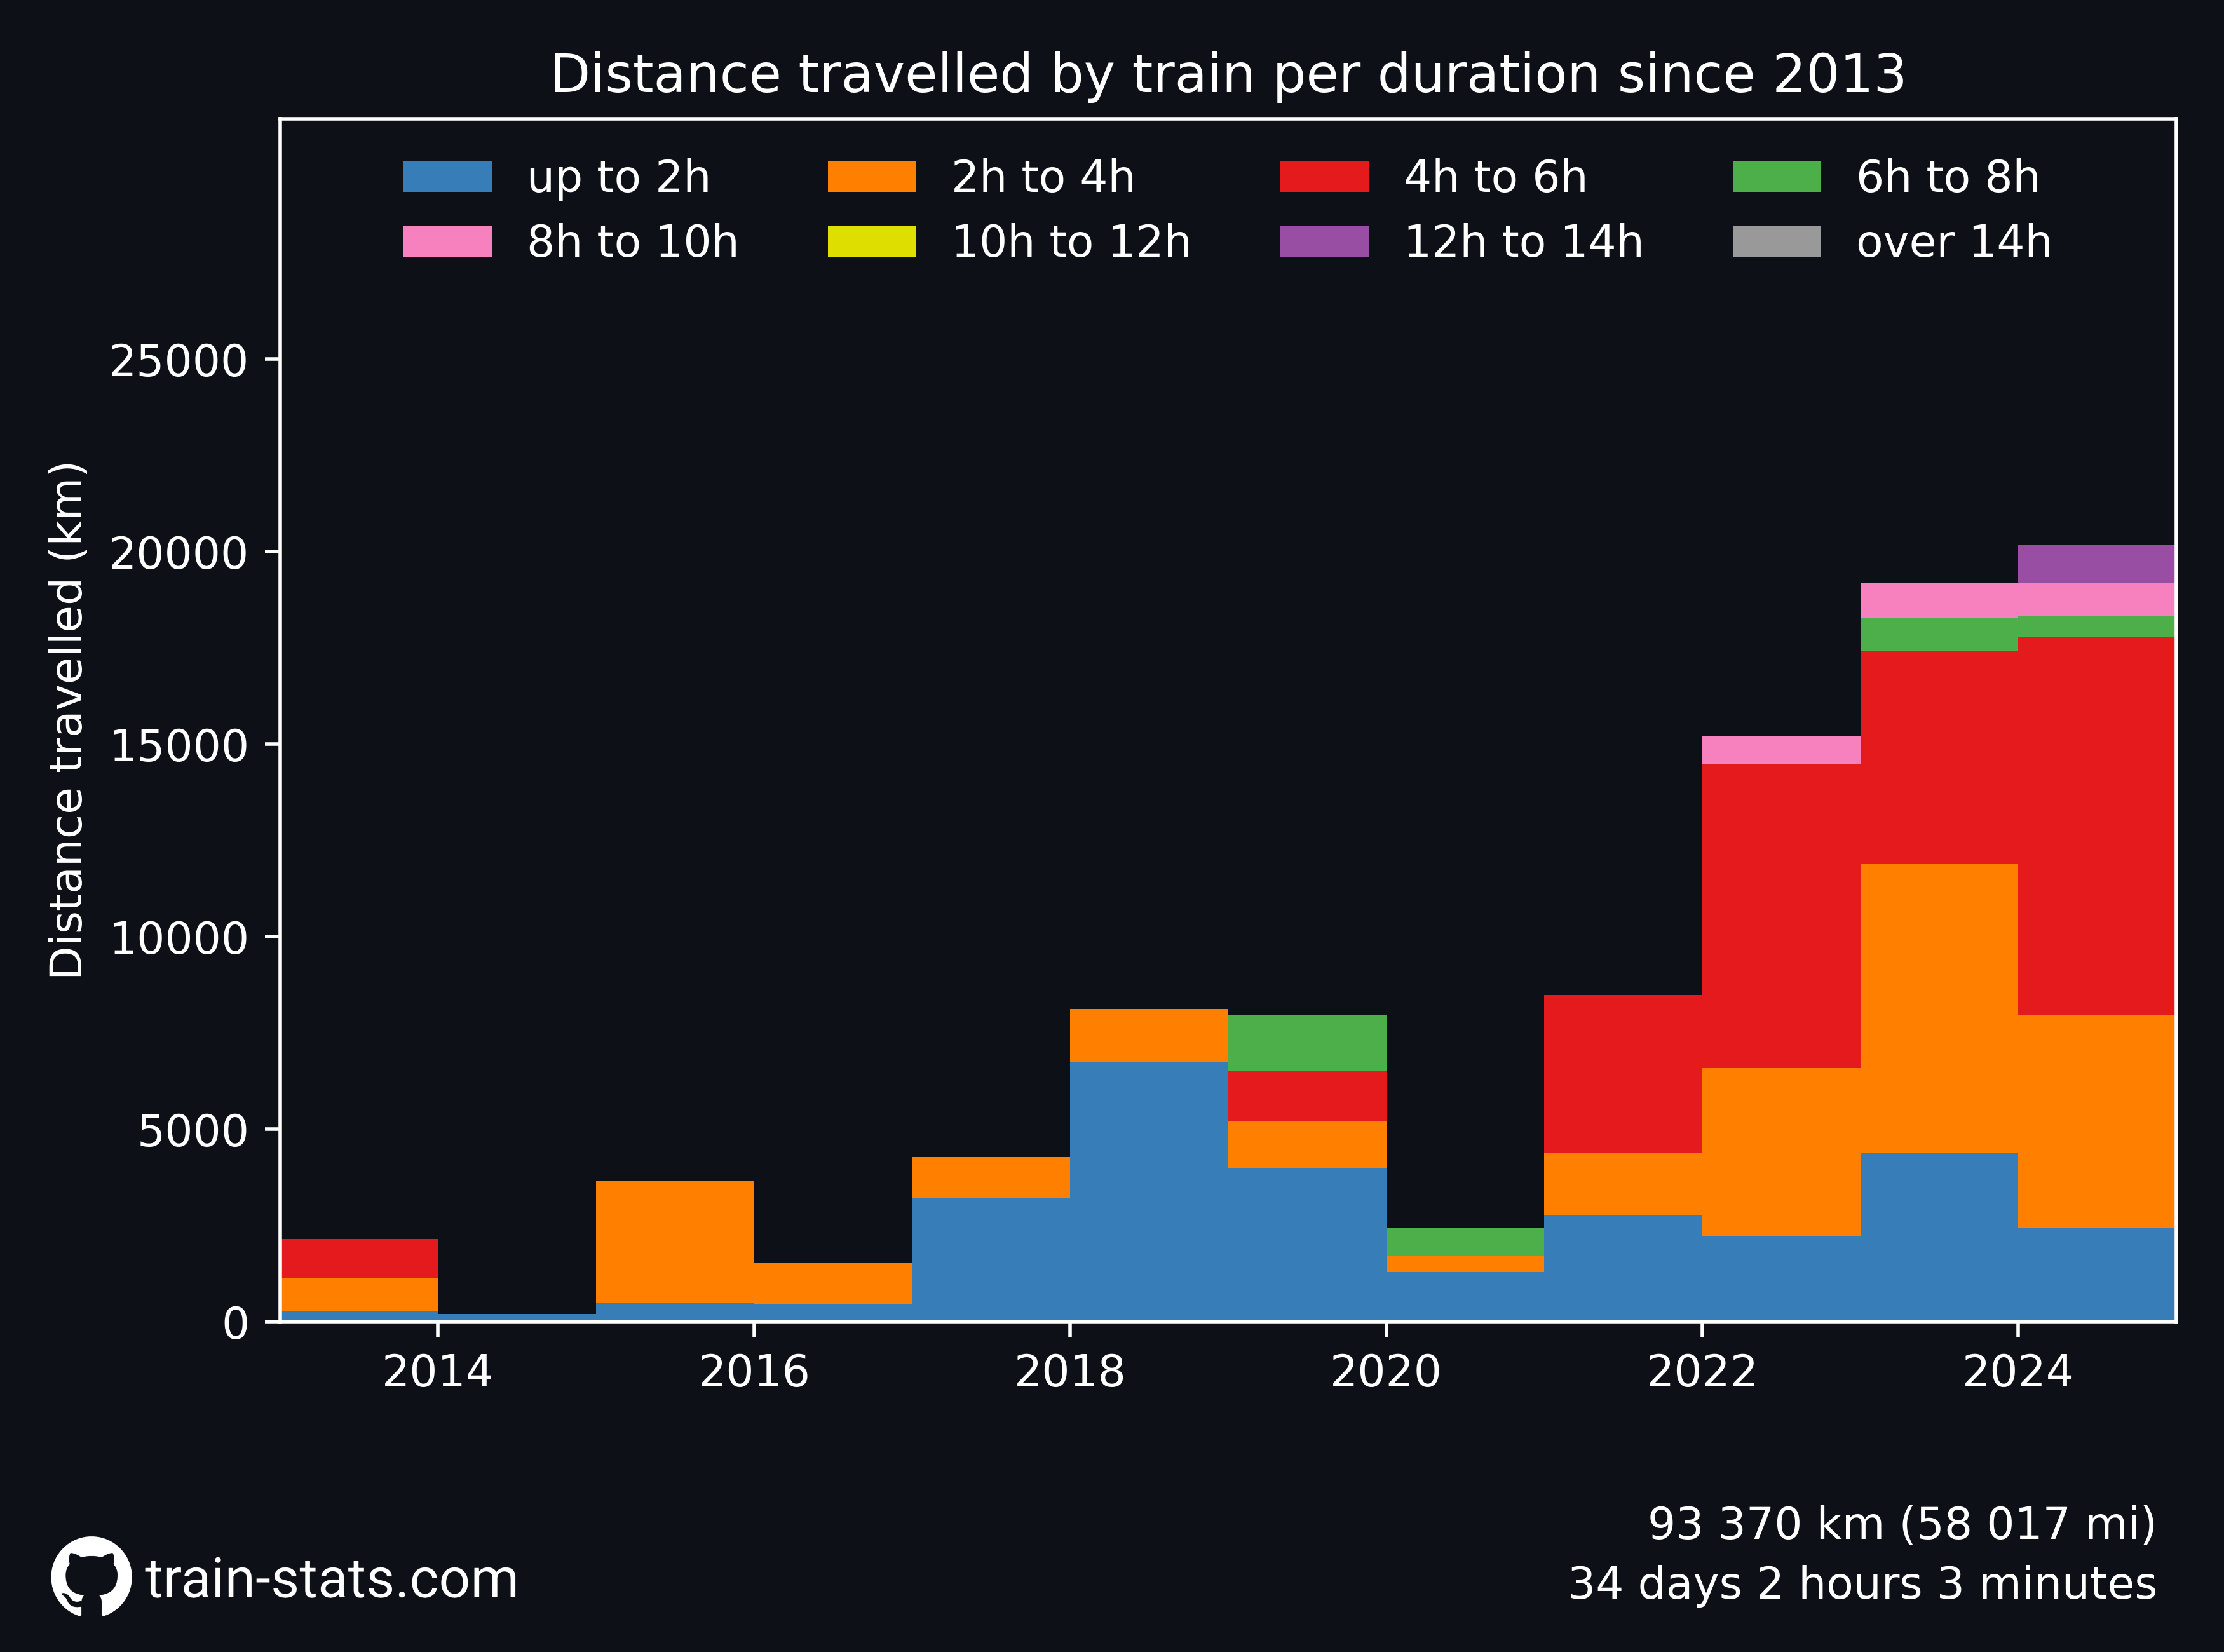 Distance travelled by train per duration since 2013
up to 2h 2h to 4h 4h to 6h 6h to 8h
8h to 10h 10h to 12h 12h to 14h over 14h
Distance travelled (km)
25000
20000
15000
10000
5000
0
2014 2016 2018 2020 2022 2024
93 370 km (58 017 mi)
train-stats.com
34 days 2 hours 3 minutes